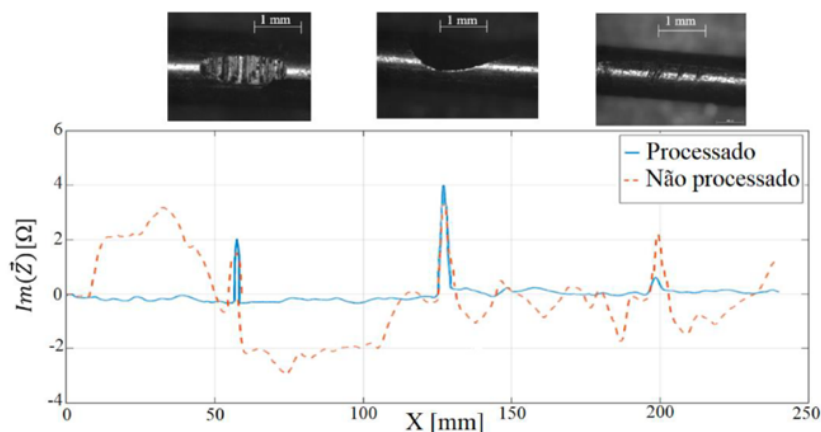 1 mm
1 mm
1 mm
6
4
2
0
-2
-4
Im(Z⃗) [Ω]
Processado
Não processado
0
50
100
150
200
250
X [mm]